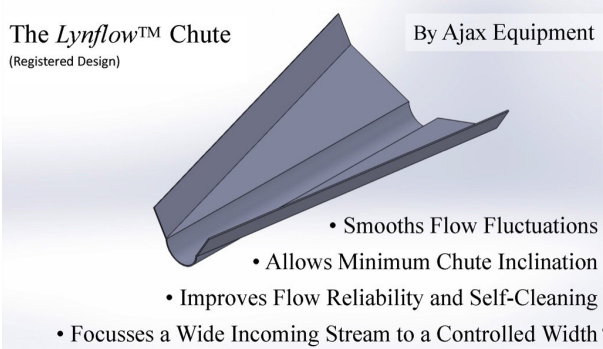 The Lynflow™ Chute
(Registered Design)
By Ajax Equipment
• Smooths Flow Fluctuations
• Allows Minimum Chute Inclination
• Improves Flow Reliability and Self-Cleaning
• Focusses a Wide Incoming Stream to a Controlled Width